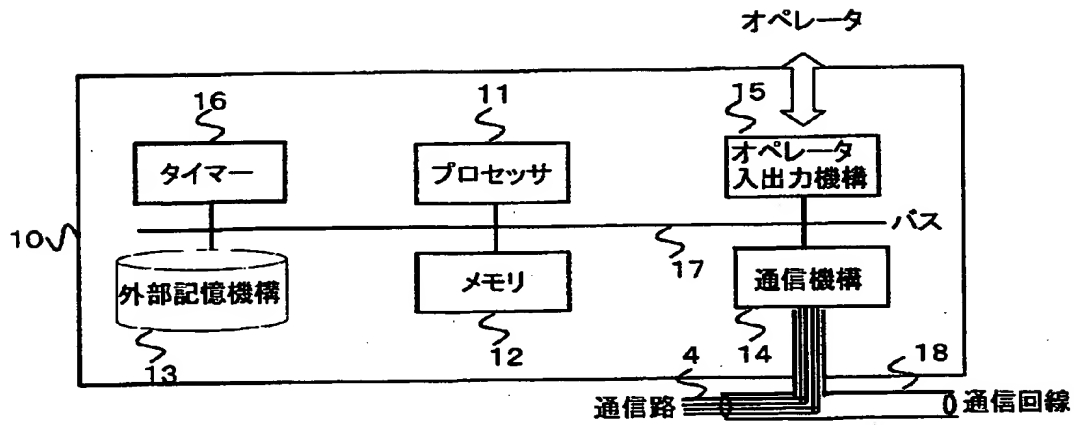 オペレータ
16
11
15
タイマー
プロセッサ
オペレータ
入出力機構
10
バス
17
外部記憶機構
メモリ
通信機構
13
12
14
4
18
通信路
通信回線